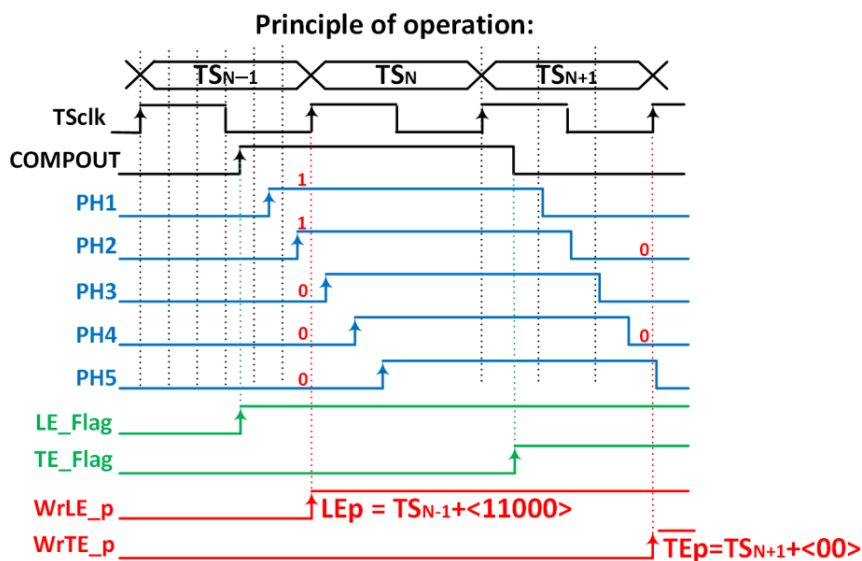 Principle of operation:
TSN−1 TSN TSN+1
TSclk
COMPOUT
1
PH1
1
PH2 0
PH3 0
0
PH4 0
PH5 0
LE_Flag
TE_Flag
WrLE_p LEp = TSN-1+<11000>
WrTE_p TEp=TSN+1+<00>